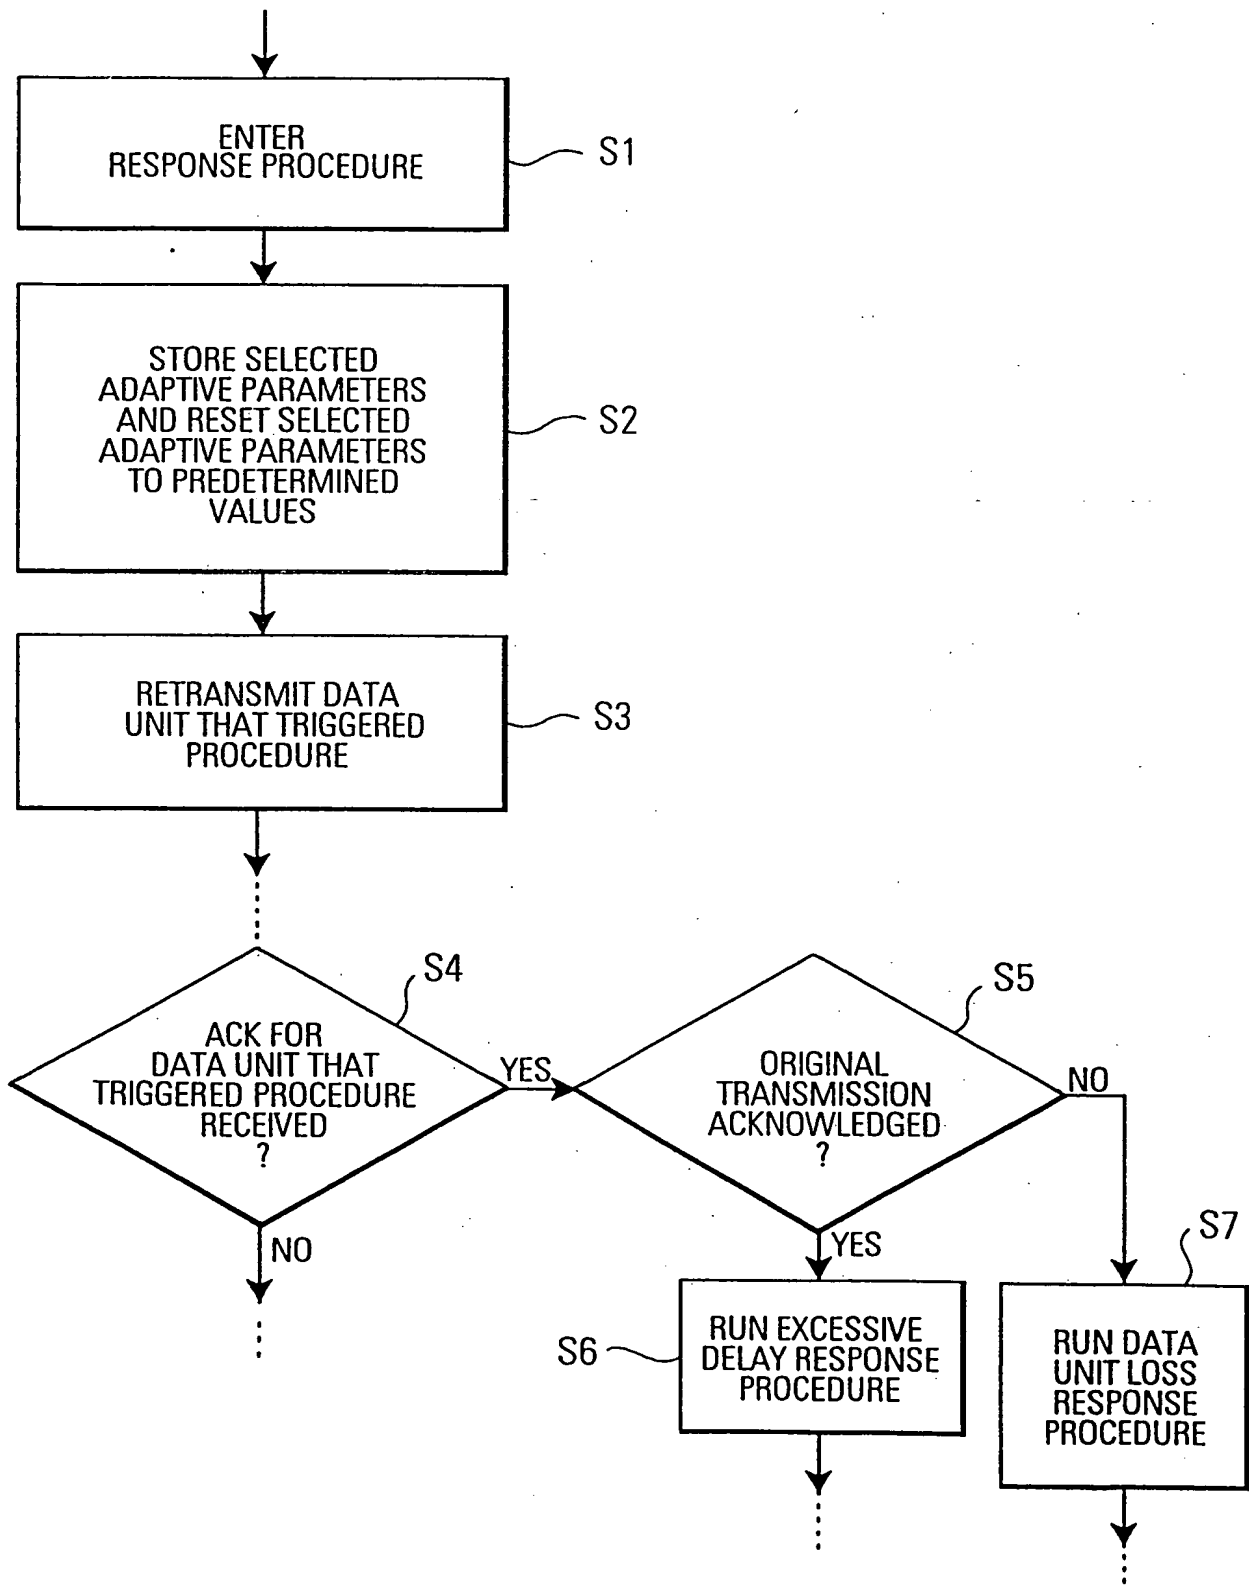 ENTER
RESPONSE PROCEDURE
S1
STORE SELECTED
ADAPTIVE PARAMETERS
AND RESET SELECTED
ADAPTIVE PARAMETERS
TO PREDETERMINED
VALUES
S2
RETRANSMIT DATA
UNIT THAT TRIGGERED
PROCEDURE
S3
ACK FOR
DATA UNIT THAT
TRIGGERED PROCEDURE
RECEIVED
?
S4
YES
NO
ORIGINAL
TRANSMISSION
ACKNOWLEDGED
?
S5
NO
YES
RUN EXCESSIVE
DELAY RESPONSE
PROCEDURE
S6
RUN DATA
UNIT LOSS
RESPONSE
PROCEDURE
S7